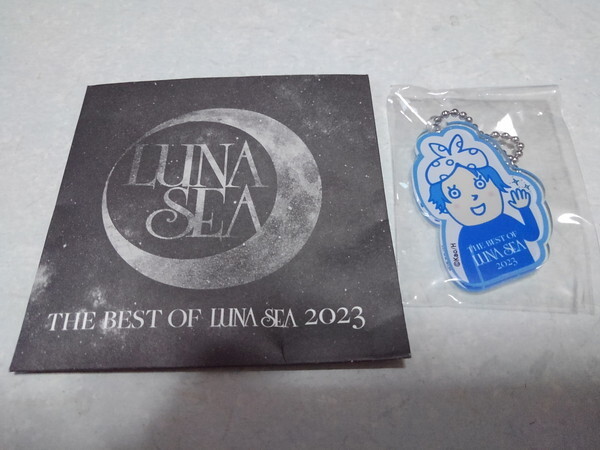 LUNA
SEA
THE BEST OF LUNA SEA 2023
THE BEST OF
LUNA SEA
2023